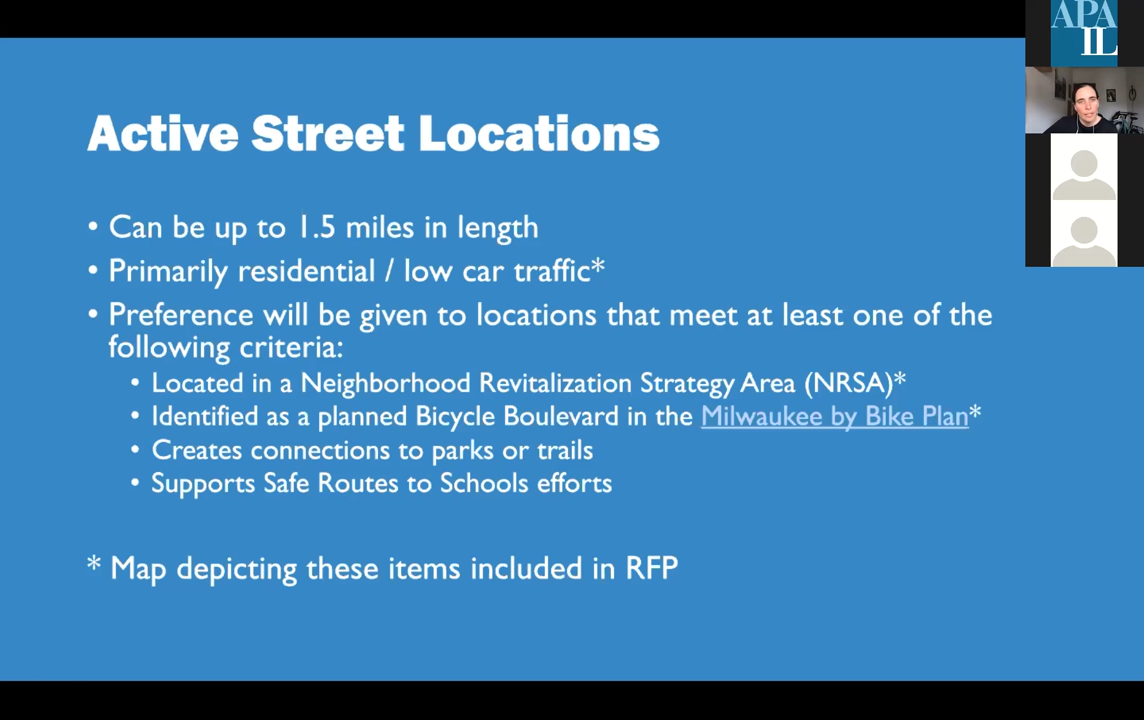 APA
IL
Active Street Locations
• Can be up to 1.5 miles in length
• Primarily residential / low car traffic*
• Preference will be given to locations that meet at least one of the
following criteria:
• Located in a Neighborhood Revitalization Strategy Area (NRSA)*
• Identified as a planned Bicycle Boulevard in the Milwaukee by Bike Plan*
• Creates connections to parks or trails
• Supports Safe Routes to Schools efforts
* Map depicting these items included in RFP